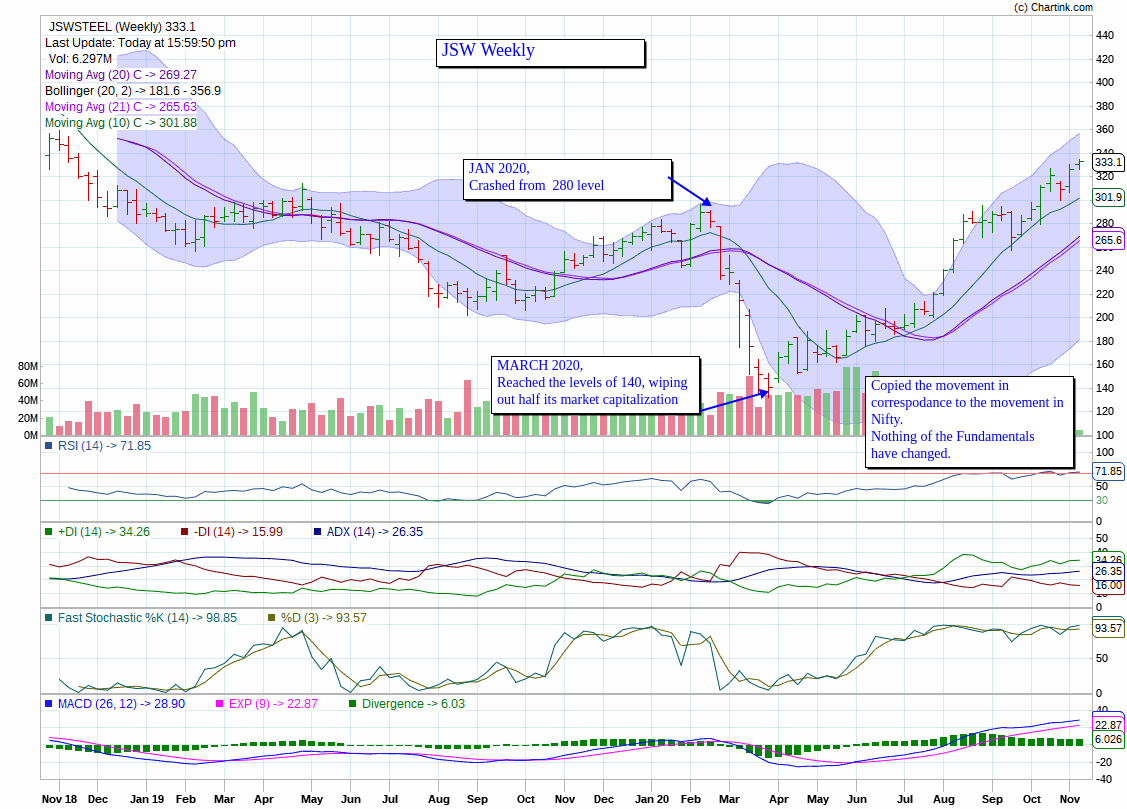 (c) Chartink.com
JSWSTEEL (Weekly) 333.1
Last Update: Today at 15:59:50 pm
Vol: 6.297M
Moving Avg (20) C -> 269.27
Bollinger (20, 2) -> 181.6 - 356.9
Moving Avg (21) C -> 265.63
Moving Avg (10) C -> 301.88
JSW Weekly
JAN 2020,
Crashed from 280 level
MARCH 2020,
Reached the levels of 140, wiping
out half its market capitalization
Copied the movement in
correspodance to the movement in
Nifty.
Nothing of the Fundamentals
have changed.
440
420
400
380
360
340
333.1
320
301.9
280
265.6
240
220
200
180
160
140
120
100
80M
60M
40M
20M
0M
RSI (14) -> 71.85
100
71.85
50
30
0
+DI (14) -> 34.26
-DI (14) -> 15.99
ADX (14) -> 26.35
50
40
34.26
26.35
16.00
0
Fast Stochastic %K (14) -> 98.85
%D (3) -> 93.57
93.57
50
0
MACD (26, 12) -> 28.90
EXP (9) -> 22.87
Divergence -> 6.03
40
22.87
6.026
-20
-40
Nov 18 Dec Jan 19 Feb Mar Apr May Jun Jul Aug Sep Oct Nov Dec Jan 20 Feb Mar Apr May Jun Jul Aug Sep Oct Nov